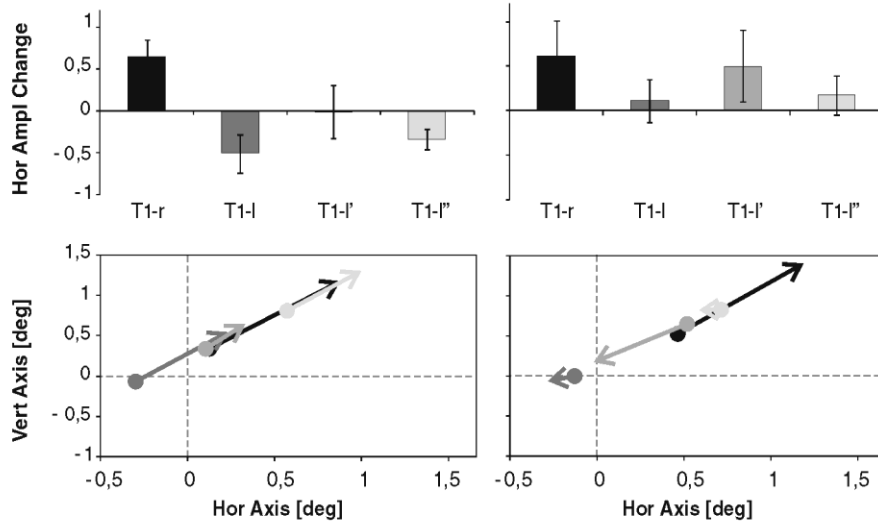 Hor Ampl Change
1
0,5
0
- 0,5
-1
T1-r T1-l T1-l’ T1-l”
T1-r T1-l T1-l’ T1-l”
Vert Axis [deg]
1,5
1
0,5
0
- 0,5
-1
-0,5 0 0,5 1 1,5
-0,5 0 0,5 1 1,5
Hor Axis [deg]
Hor Axis [deg]